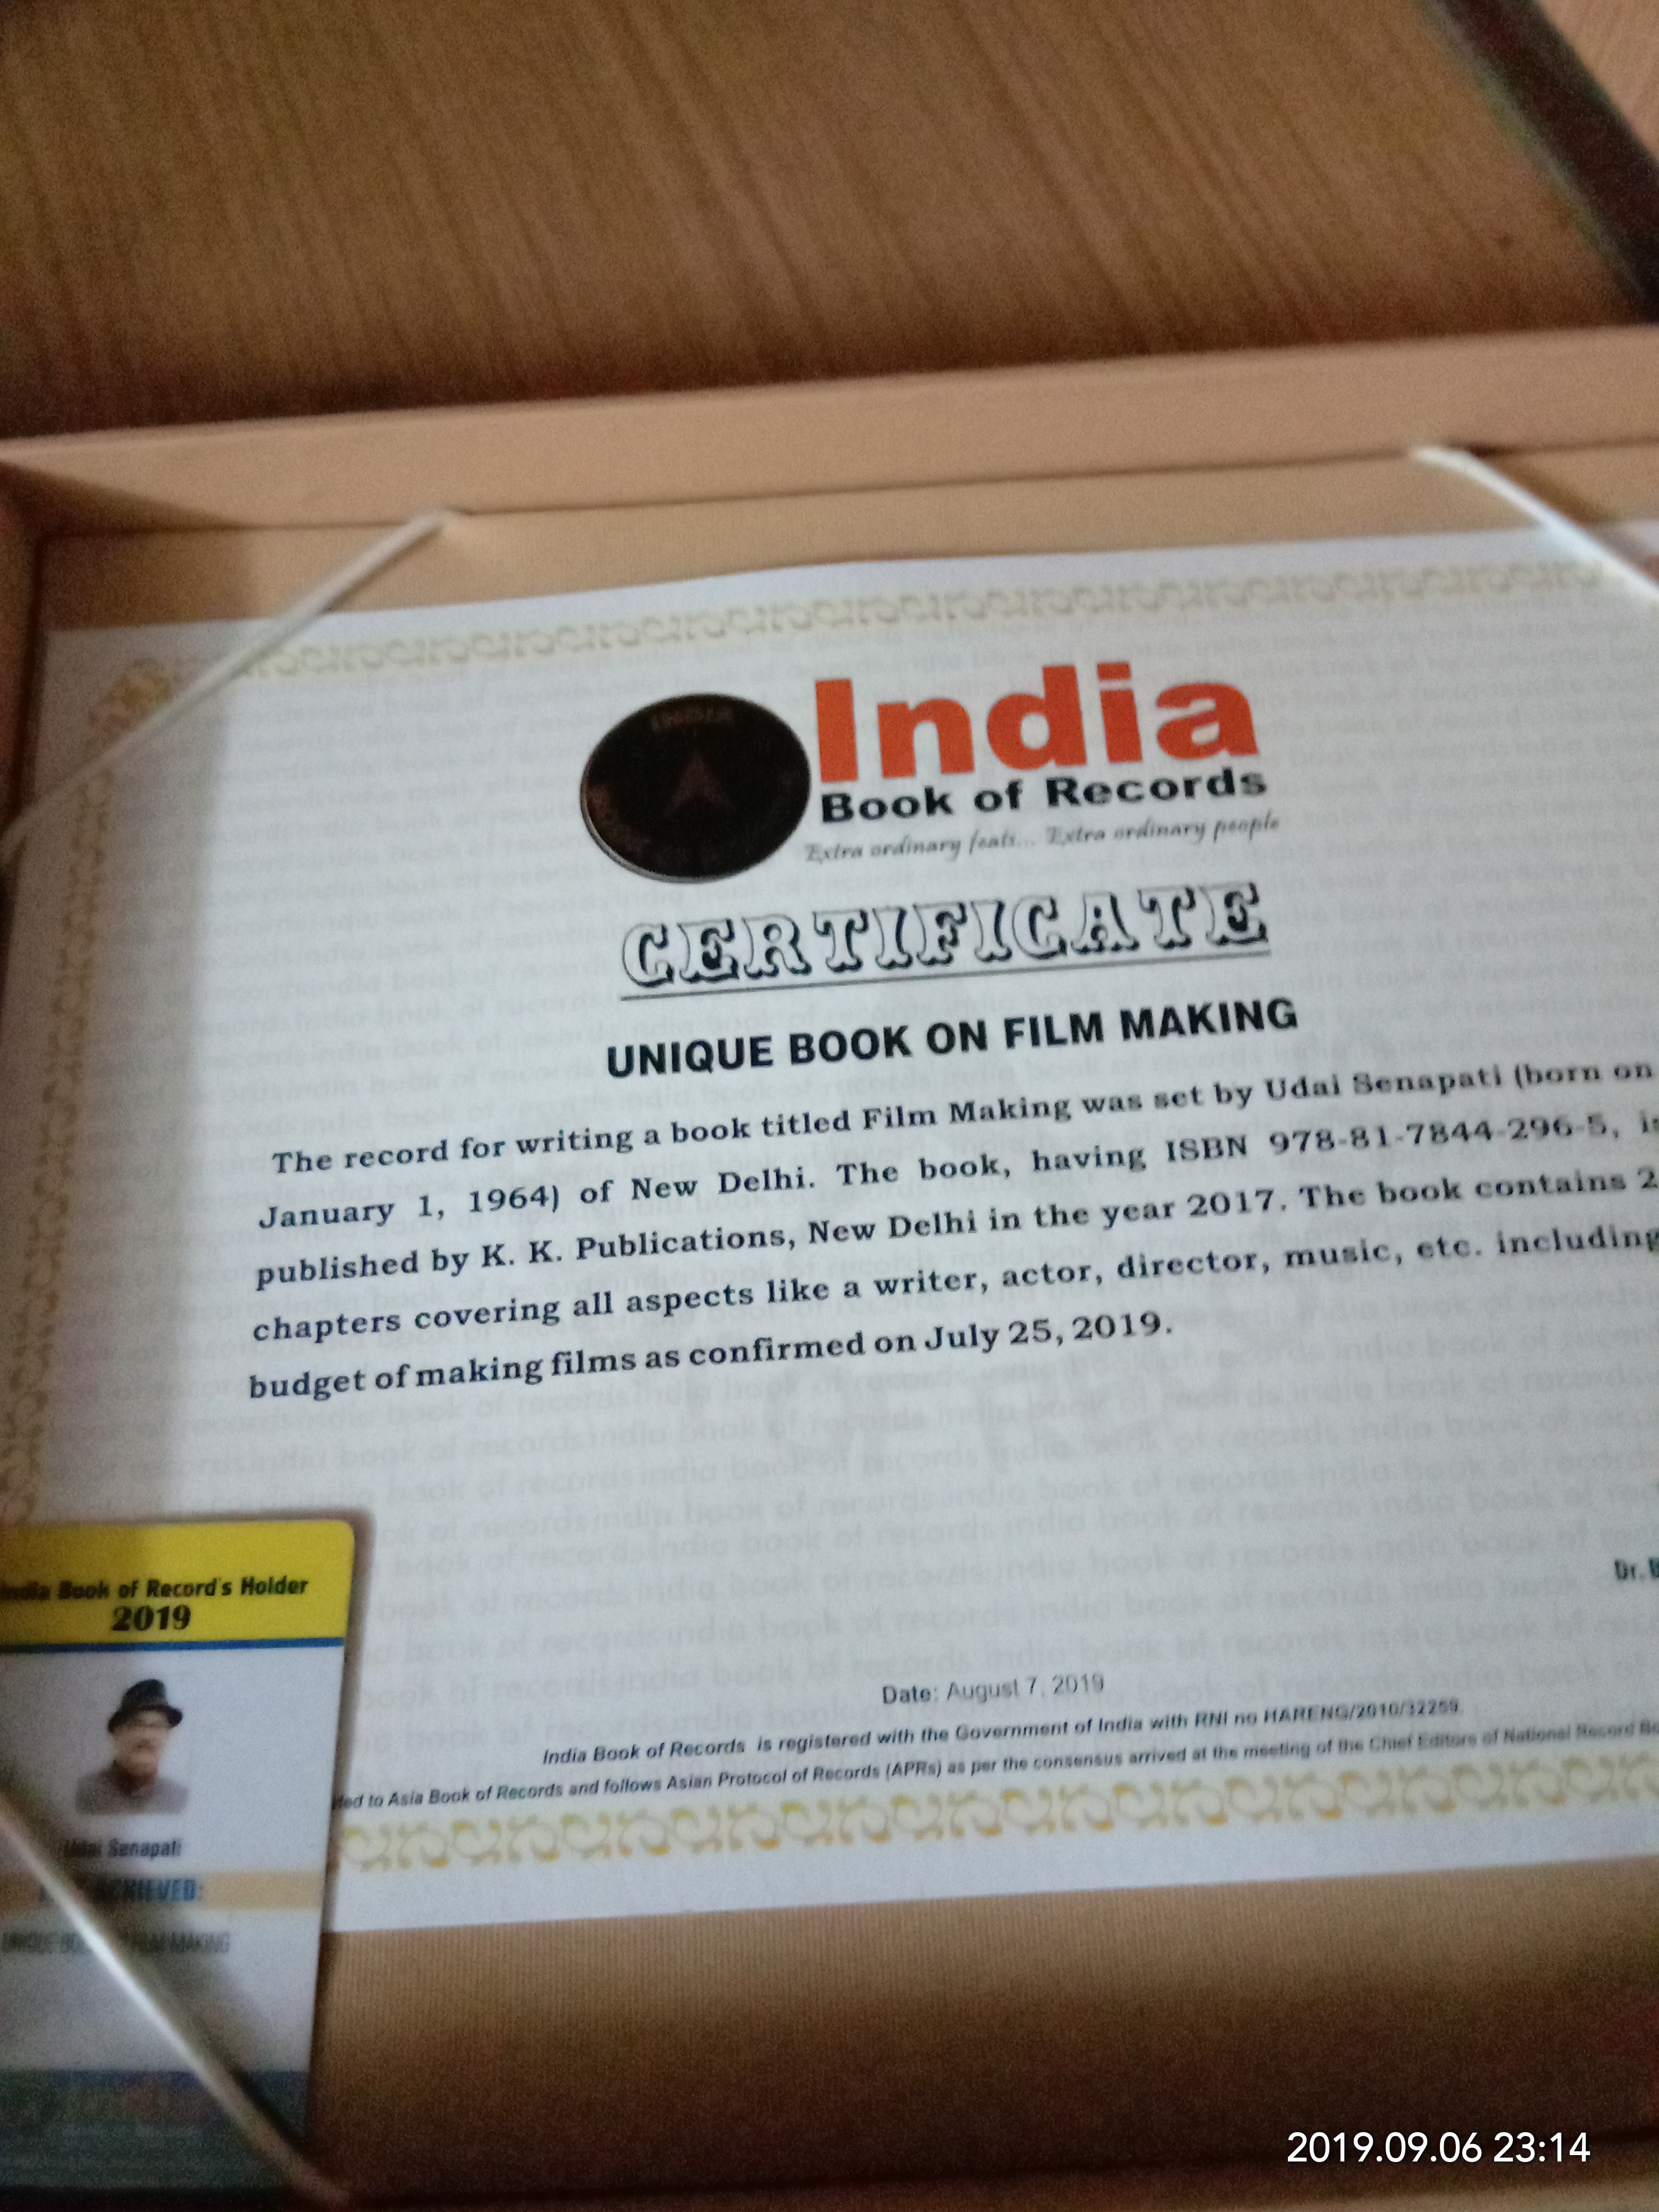 India
Book of Records
Extra ordinary feats... Extra ordinary people
CERTIFICATE
UNIQUE BOOK ON FILM MAKING
The record for writing a book titled Film Making was set by Udai Senapati (born on
January 1, 1964) of New Delhi. The book, having ISBN 978-81-7844-296-5, i
published by K. K. Publications, New Delhi in the year 2017. The book contains 2
chapters covering all aspects like a writer, actor, director, music, etc. including
budget of making films as confirmed on July 25, 2019.
Dr.
Date: August 7, 2019
India Book of Records is registered with the Government of India with RNI no HARENG/2010/32259
to Asia Book of Records and follows Asian Protocol of Records (APRs) as per the consensus arrived at the meeting of the Chief Editors of National Record
India Book of Record's Holder
2019
Udai Senapati
ACHIEVED:
UNIQUE FILM MAKING
2019.09.06 23:14